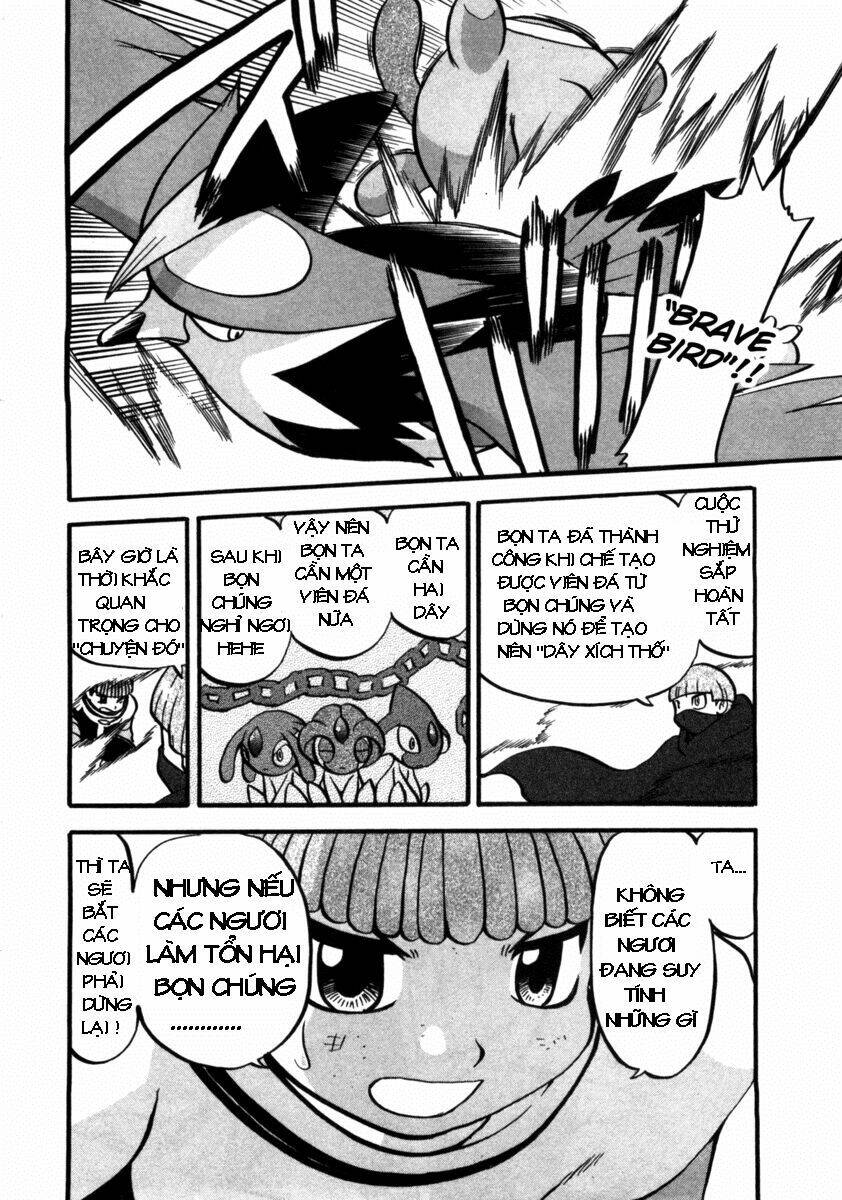 "BRAVE
BIRD"!!
CUỘC
THỬ
NGHIỆM
SẮP
HOÀN
TẤT
BỌN TA ĐÃ THÀNH
CÔNG KHI CHẾ TẠO
ĐƯỢC VIÊN ĐÁ TỪ
BỌN CHÚNG VÀ
DÙNG NÓ ĐỂ TẠO
NÊN "DÂY XÍCH THỐ"
BỌN TA
CẦN
HAI
DÂY
VẬY NÊN
BỌN TA
CẦN MỘT
VIÊN ĐÁ
NỮA
SAU KHI
BỌN
CHÚNG
NGHỈ NGƠI
HEHE
BÂY GIỜ LÀ
THỜI KHẮC
QUAN
TRỌNG CHO
"CHUYỆN ĐÓ"
TA...
KHÔNG
BIẾT CÁC
NGƯƠI
ĐANG SUY
TÍNH
NHỮNG GÌ
NHƯNG NẾU
CÁC NGƯƠI
LÀM TỔN HẠI
BỌN CHÚNG
............
THÌ TA
SẼ
BẮT
CÁC
NGƯƠI
PHẢI
DỪNG
LẠI !